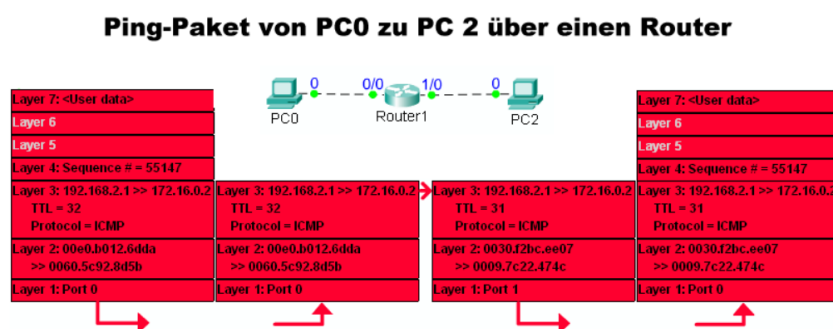 Ping-Paket von PC0 zu PC 2 über einen Router
0
0/0
1/0
0
PC0
Router1
PC2
Layer 7: <User data>
Layer 6
Layer 5
Layer 4: Sequence # = 55147
Layer 3: 192.168.2.1 >> 172.16.0.2
TTL = 32
Protocol = ICMP
Layer 2: 00e0.b012.6dda
>> 0060.5c92.8d5b
Layer 1: Port 0
Layer 3: 192.168.2.1 >> 172.16.0.2
TTL = 32
Protocol = ICMP
Layer 2: 00e0.b012.6dda
>> 0060.5c92.8d5b
Layer 1: Port 0
Layer 3: 192.168.2.1 >> 172.16.0.2
TTL = 31
Protocol = ICMP
Layer 2: 0030.f2bc.ee07
>> 0009.7c22.474c
Layer 1: Port 1
Layer 7: <User data>
Layer 6
Layer 5
Layer 4: Sequence # = 55147
Layer 3: 192.168.2.1 >> 172.16.0.2
TTL = 31
Protocol = ICMP
Layer 2: 0030.f2bc.ee07
>> 0009.7c22.474c
Layer 1: Port 0